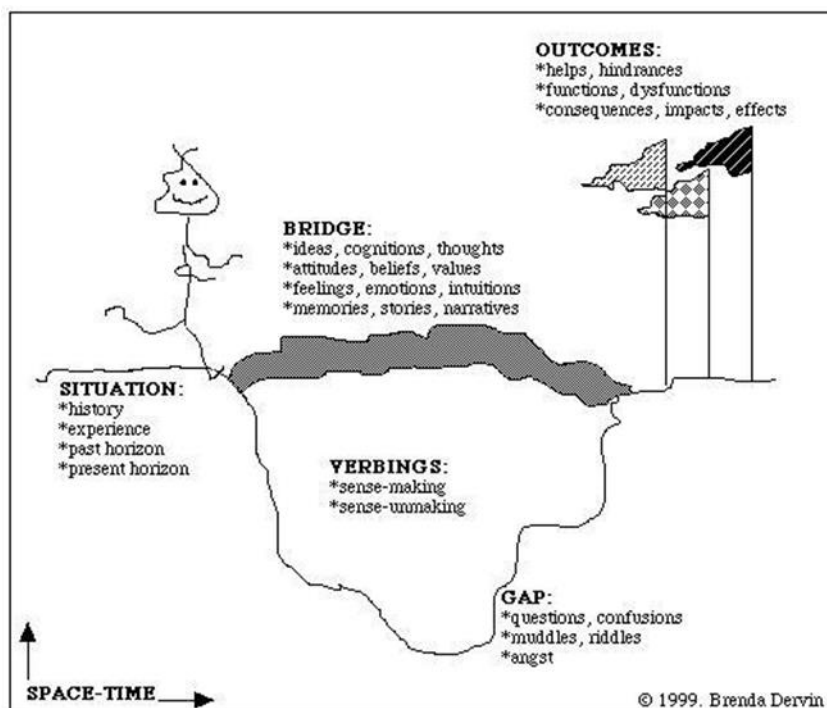 OUTCOMES:
*helps, hindrances
*functions, dysfunctions
*consequences, impacts, effects
BRIDGE:
*ideas, cognitions, thoughts
*attitudes, beliefs, values
*feelings, emotions, intuitions
*memories, stories, narratives
SITUATION:
*history
*experience
*past horizon
*present horizon
VERBINGS:
*sense-making
*sense-unmaking
GAP:
*questions, confusions
*muddles, riddles
*angst
SPACE-TIME
© 1999. Brenda Dervin